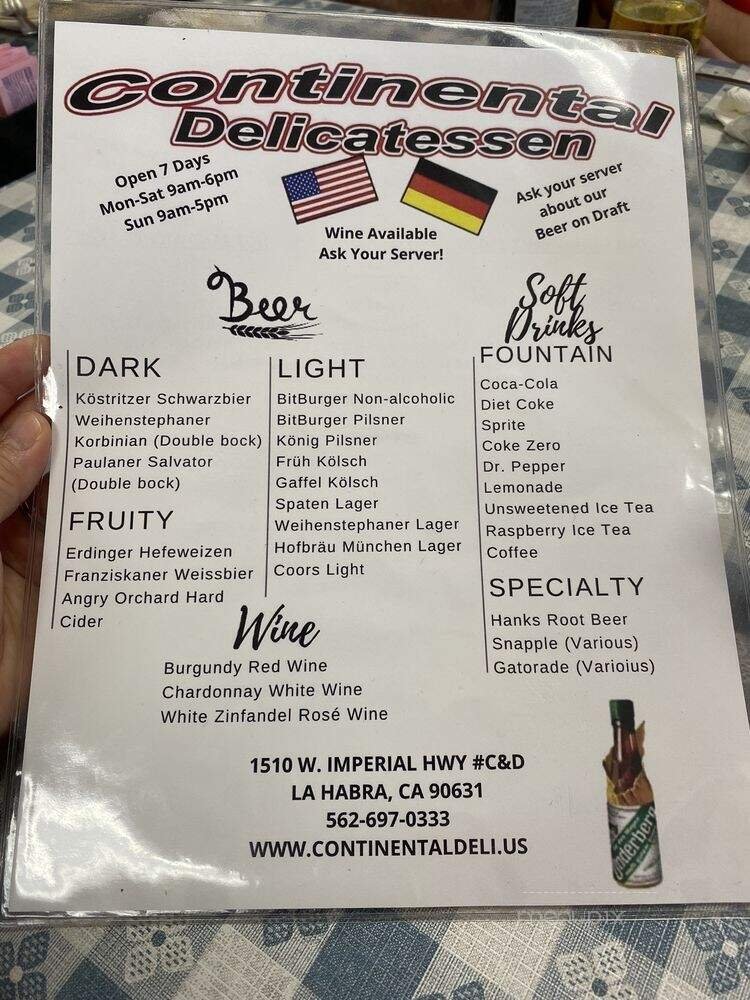 Continental
Delicatessen
Open 7 Days
Mon-Sat 9am-6pm
Sun 9am-5pm
Wine Available
Ask Your Server!
Ask your server
about our
Beer on Draft
Beer
DARK
Köstritzer Schwarzbier
Weihenstephaner
Korbinian (Double bock)
Paulaner Salvator
(Double bock)
FRUITY
Erdinger Hefeweizen
Franziskaner Weissbier
Angry Orchard Hard
Cider
LIGHT
BitBurger Non-alcoholic
BitBurger Pilsner
König Pilsner
Früh Kölsch
Gaffel Kölsch
Spaten Lager
Weihenstephaner Lager
Hofbräu München Lager
Coors Light
Soft
Drinks
FOUNTAIN
Coca-Cola
Diet Coke
Sprite
Coke Zero
Dr. Pepper
Lemonade
Unsweetened Ice Tea
Raspberry Ice Tea
Coffee
SPECIALTY
Hanks Root Beer
Snapple (Various)
Gatorade (Varioius)
Wine
Burgundy Red Wine
Chardonnay White Wine
White Zinfandel Rosé Wine
1510 W. IMPERIAL HWY #C&D
LA HABRA, CA 90631
562-697-0333
WWW.CONTINENTALDELI.US